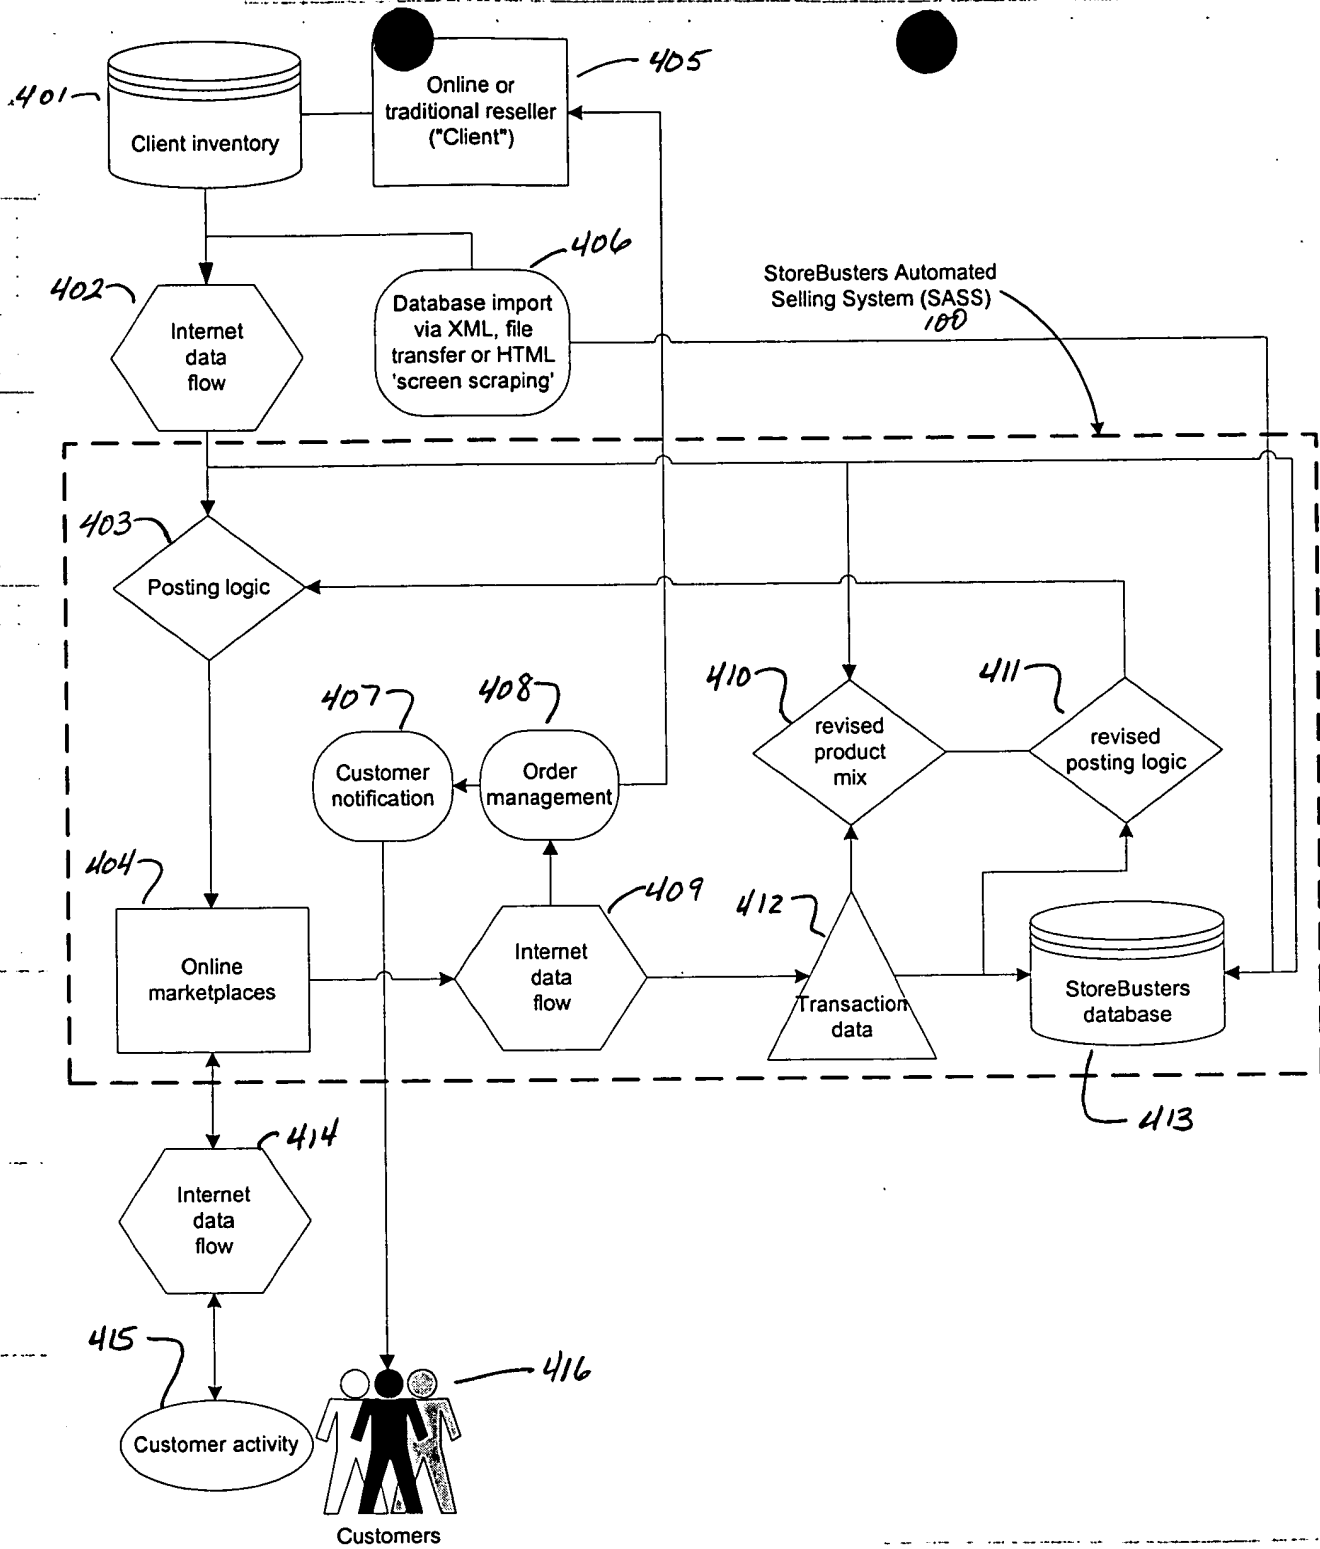 405
401
Online or
traditional reseller
("Client")
Client inventory
406
402
StoreBusters Automated
Selling System (SASS)
100
Database import
via XML, file
transfer or HTML
'screen scraping'
Internet
data
flow
403
Posting logic
407
408
410
411
Customer
notification
Order
management
revised
product
mix
revised
posting logic
404
409
412
Online
marketplaces
Internet
data
flow
Transaction
data
StoreBusters
database
413
414
Internet
data
flow
415
416
Customer activity
Customers